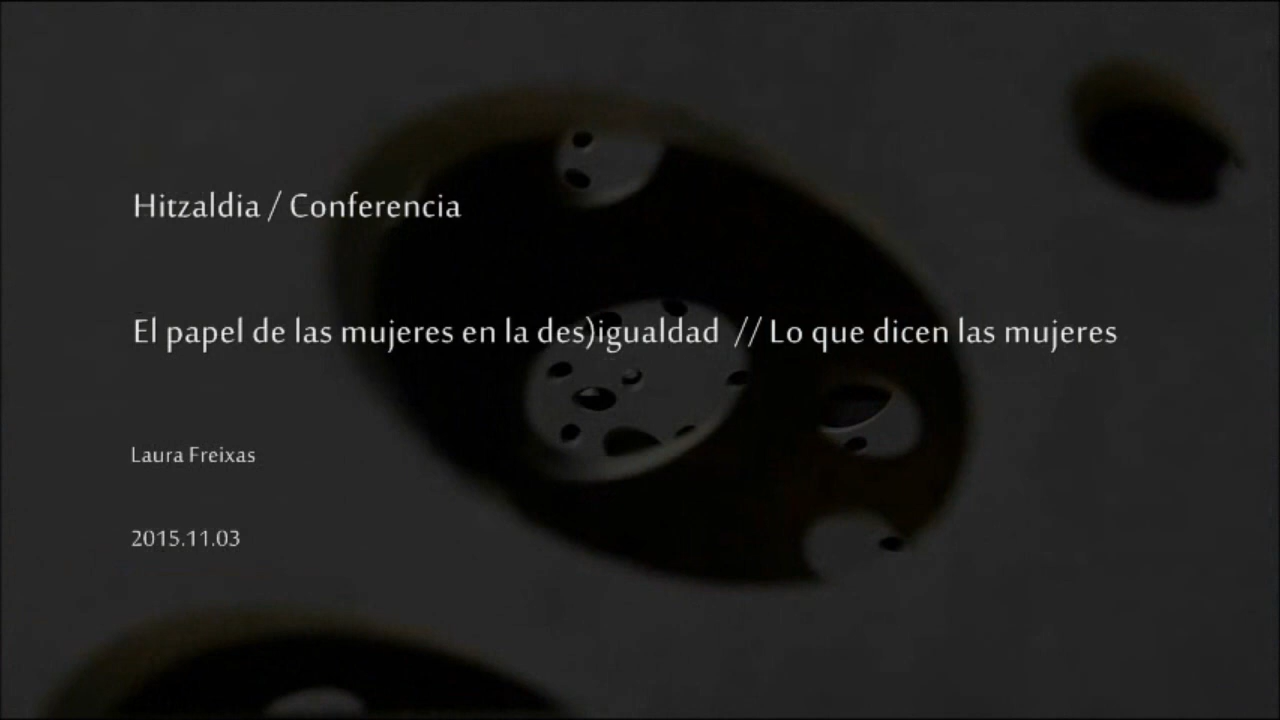 Hitzaldia / Conferencia
El papel de las mujeres en la des)igualdad // Lo que dicen las mujeres
Laura Freixas
2015.11.03